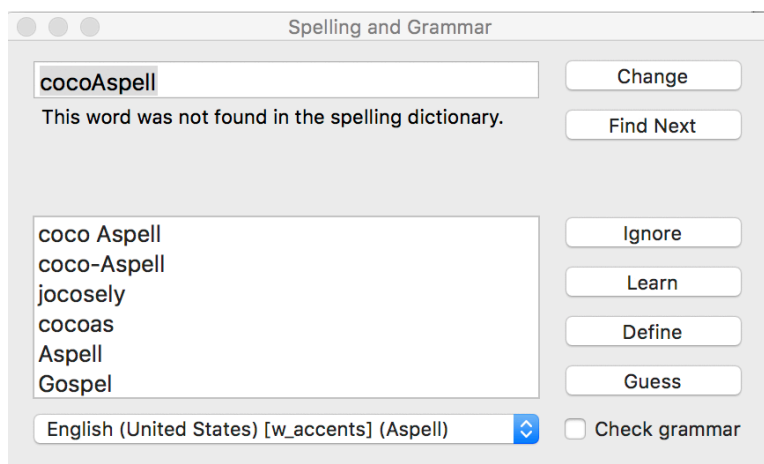 Spelling and Grammar
cocoAspell
Change
This word was not found in the spelling dictionary.
Find Next
coco Aspell
coco-Aspell
jocosely
cocoas
Aspell
Gospel
Ignore
Learn
Define
Guess
English (United States) [w_accents] (Aspell)
Check grammar